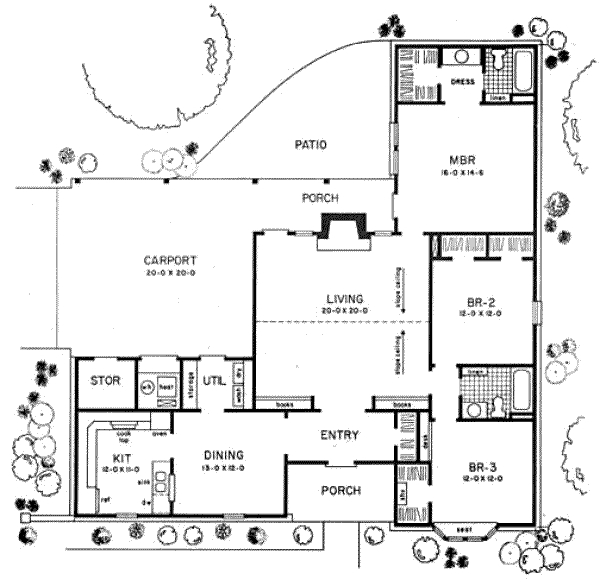 DRESS
linen
PATIO
MBR
16-0 X 14-6
PORCH
CARPORT
20-0 X 20-0
LIVING
20-0 X 20-0
slope ceiling
BR-2
12-0 X 12-0
slope ceiling
STOR
wh
heat
storage
UTIL
dry
wash
linen
books
books
cook
top
oven
KIT
12-0 X 11-0
DINING
13-0 X 12-0
ENTRY
desk
sink
ref
dw
PORCH
shv
BR-3
12-0 X 12-0
seat